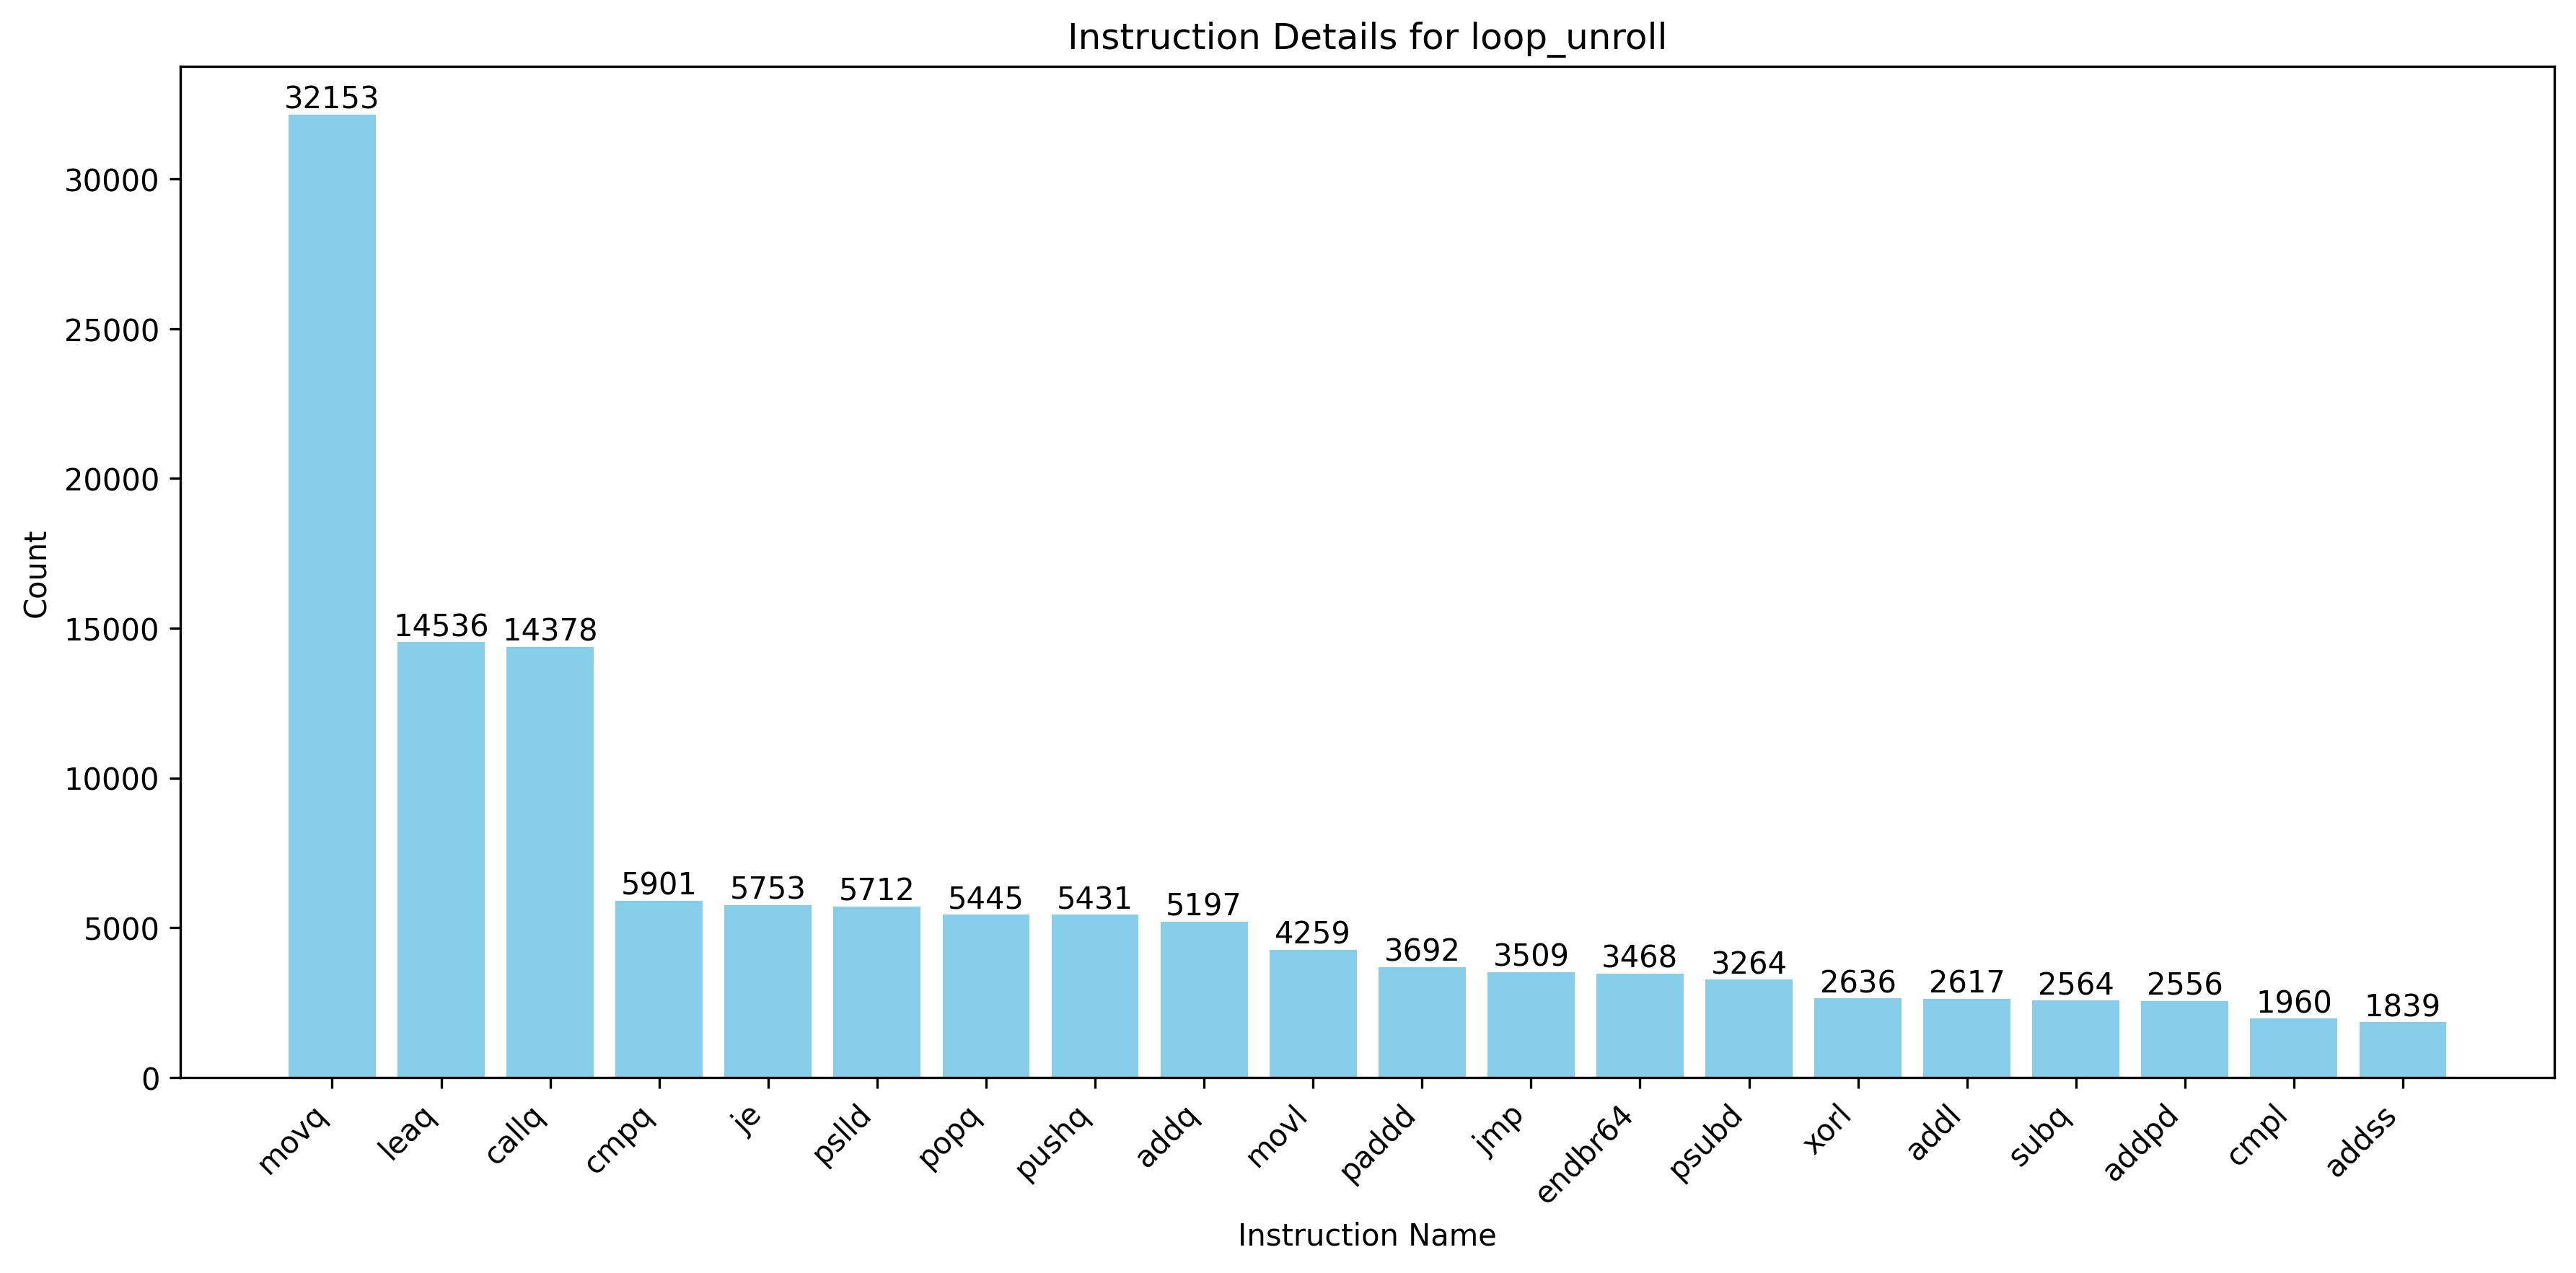 Instruction Details for loop_unroll
32153
14536
14378
5901
5753
5712
5445
5431
5197
4259
3692
3509
3468
3264
2636
2617
2564
2556
1960
1839
30000
25000
20000
15000
10000
5000
0
Count
movq
leaq
callq
cmpq
je
pslld
popq
pushq
addq
movl
paddd
jmp
endbr64
psubd
xorl
addl
subq
addpd
cmpl
addss
Instruction Name